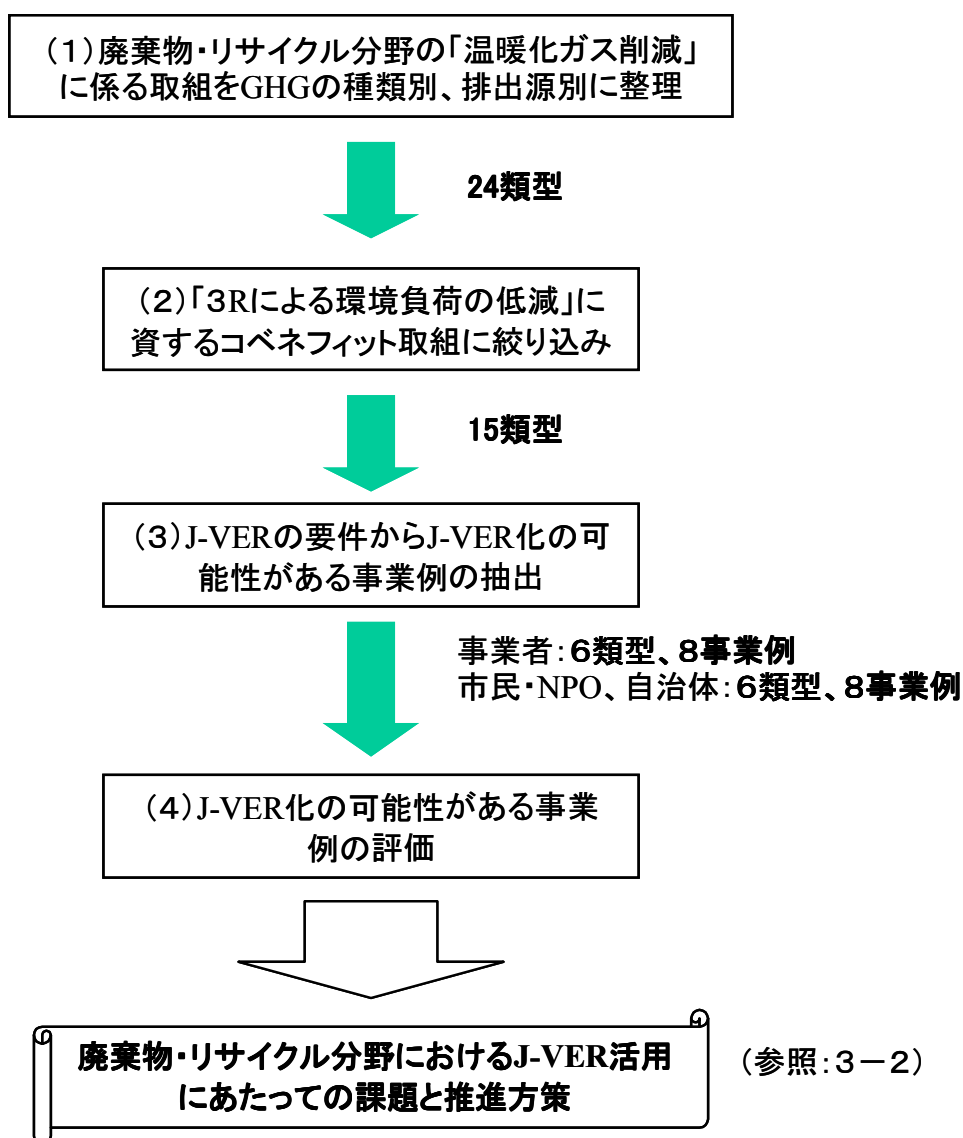 （1）廃棄物・リサイクル分野の「温暖化ガス削減」
に係る取組をGHGの種類別、排出源別に整理
24類型
（2）「３Rによる環境負荷の低減」に
資するコベネフィット取組に絞り込み
15類型
（３）J-VERの要件からJ-VER化の可
能性がある事業例の抽出
事業者：６類型、８事業例
市民・NPO、自治体：６類型、８事業例
（４）J-VER化の可能性がある事業
例の評価
廃棄物・リサイクル分野におけるJ-VER活用
にあたっての課題と推進方策
（参照：３－２）